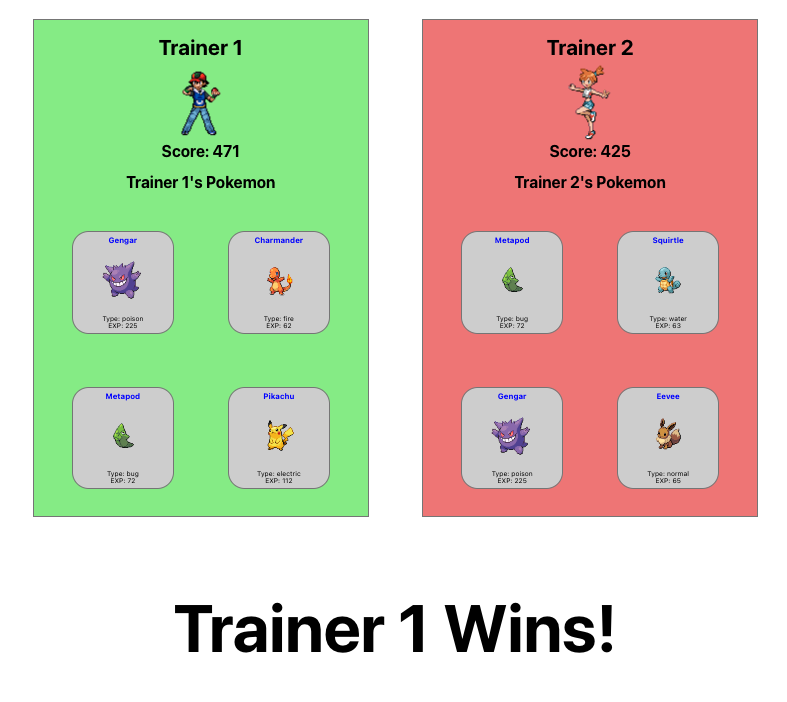 Trainer 1
Score: 471
Trainer 1's Pokemon
Gengar
Type: poison
EXP: 225
Charmander
Type: fire
EXP: 62
Metapod
Type: bug
EXP: 72
Pikachu
Type: electric
EXP: 112
Trainer 2
Score: 425
Trainer 2's Pokemon
Metapod
Type: bug
EXP: 72
Squirtle
Type: water
EXP: 63
Gengar
Type: poison
EXP: 225
Eevee
Type: normal
EXP: 65
Trainer 1 Wins!